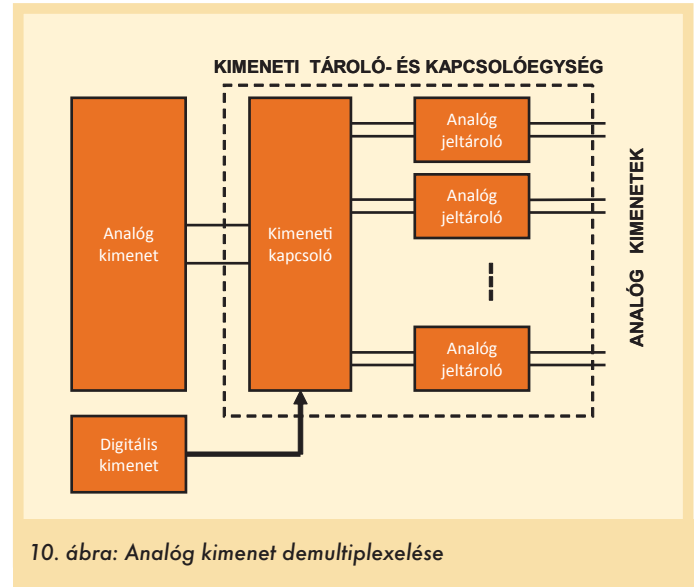 KIMENETI TÁROLÓ- ÉS KAPCSOLÓEGYSÉG
Analóg
kimenet
Kimeneti
kapcsoló
Analóg
jeltároló
Analóg
jeltároló
Analóg
jeltároló
ANALÓG KIMENETEK
Digitális
kimenet
10. ábra: Analóg kimenet demultiplexelése